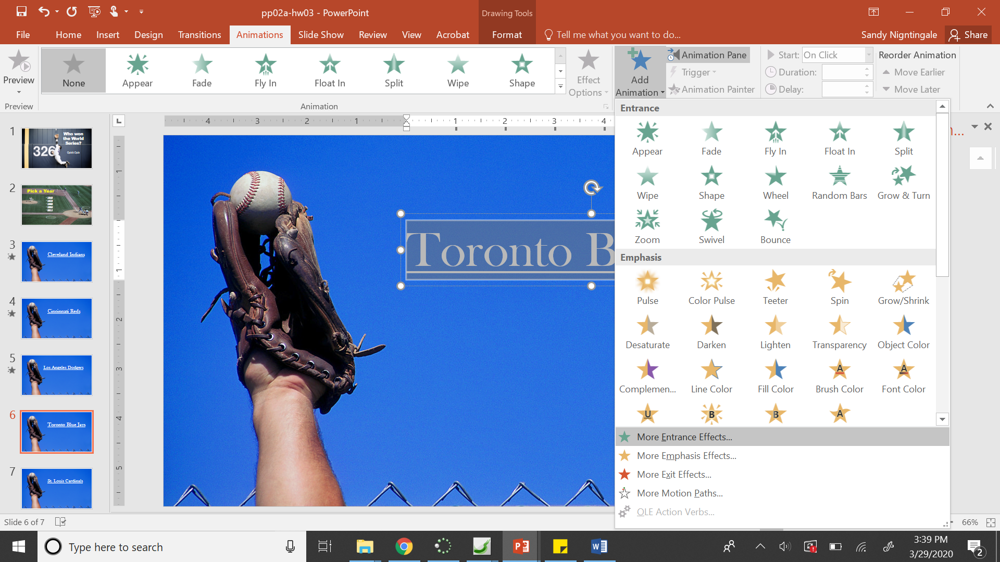 pp02a-hw03 - PowerPoint
Drawing Tools
File
Home
Insert
Design
Transitions
Animations
Slide Show
Review
View
Acrobat
Format
Tell me what you want to do...
Sandy Nigntingale
Share
Preview
None
Appear
Fade
Fly In
Float In
Split
Wipe
Shape
Effect
Options
Add
Animation
Animation Pane
Trigger
Animation Painter
Start: On Click
Duration:
Delay:
Reorder Animation
Move Earlier
Move Later
Preview
Animation
L
4 3 2 1 1 2 3 4
1
1
2
3
4
5
1
Who won
the World
Series?
326
Quick Quiz
2
Pick a Year
3
Cleveland Indians
4
Cincinnati Reds
5
Los Angeles Dodgers
6
Toronto Blue Jays
7
St. Louis Cardinals
Toronto B
Entrance
Appear
Fade
Fly In
Float In
Split
Wipe
Shape
Wheel
Random Bars
Grow & Turn
Zoom
Swivel
Bounce
Emphasis
Pulse
Color Pulse
Teeter
Spin
Grow/Shrink
Desaturate
Darken
Lighten
Transparency
Object Color
Complemen...
Line Color
Fill Color
A
Brush Color
A
Font Color
U
B
B
A
More Entrance Effects...
More Emphasis Effects...
More Exit Effects...
More Motion Paths...
OLE Action Verbs...
Slide 6 of 7
66%
Type here to search
3:39 PM
3/29/2020
2